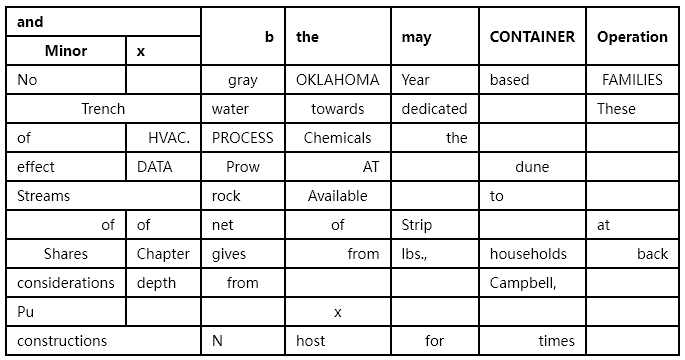 and b the may CONTAINER Operation
Minor x
No gray OKLAHOMA Year based FAMILIES
Trench water towards dedicated These
of HVAC. PROCESS Chemicals the
effect DATA Prow AT dune
Streams rock Available to
of of net of Strip at
Shares Chapter gives from lbs., households back
considerations depth from Campbell,
Pu x
constructions N host for times